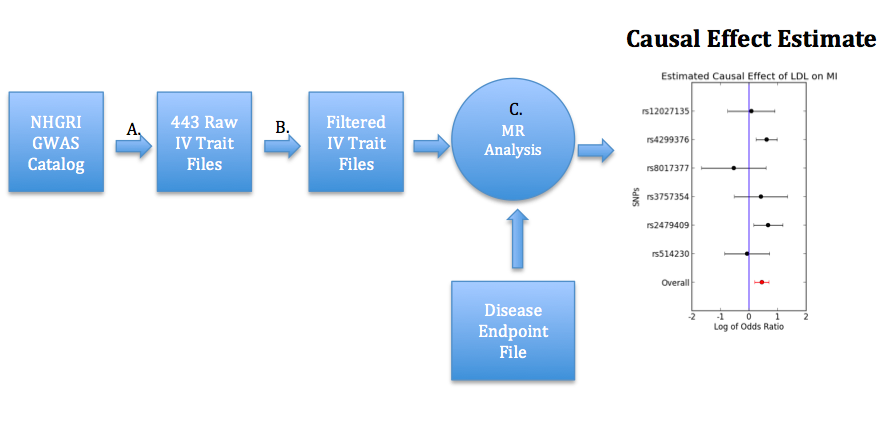 Causal Effect Estimate
NHGRI
GWAS
Catalog
A.
443 Raw
IV Trait
Files
B.
Filtered
IV Trait
Files
C.
MR
Analysis
Disease
Endpoint
File
Estimated Causal Effect of LDL on MI
SNPs
rs12027135
rs4299376
rs8017377
rs3757354
rs2479409
rs514230
Overall
-2 -1 0 1 2
Log of Odds Ratio